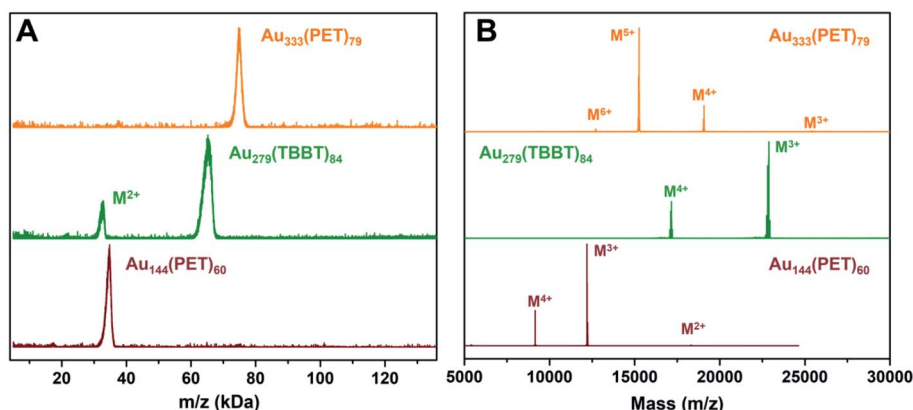 A
Au₃₃₃(PET)₇₉
Au₂₇₉(TBBT)₈₄
M²⁺
Au₁₄₄(PET)₆₀
20 40 60 80 100 120
m/z (kDa)
B
M⁵⁺
Au₃₃₃(PET)₇₉
M⁶⁺
M⁴⁺
M³⁺
Au₂₇₉(TBBT)₈₄
M³⁺
M⁴⁺
M³⁺
Au₁₄₄(PET)₆₀
M⁴⁺
M²⁺
5000 10000 15000 20000 25000 30000
Mass (m/z)